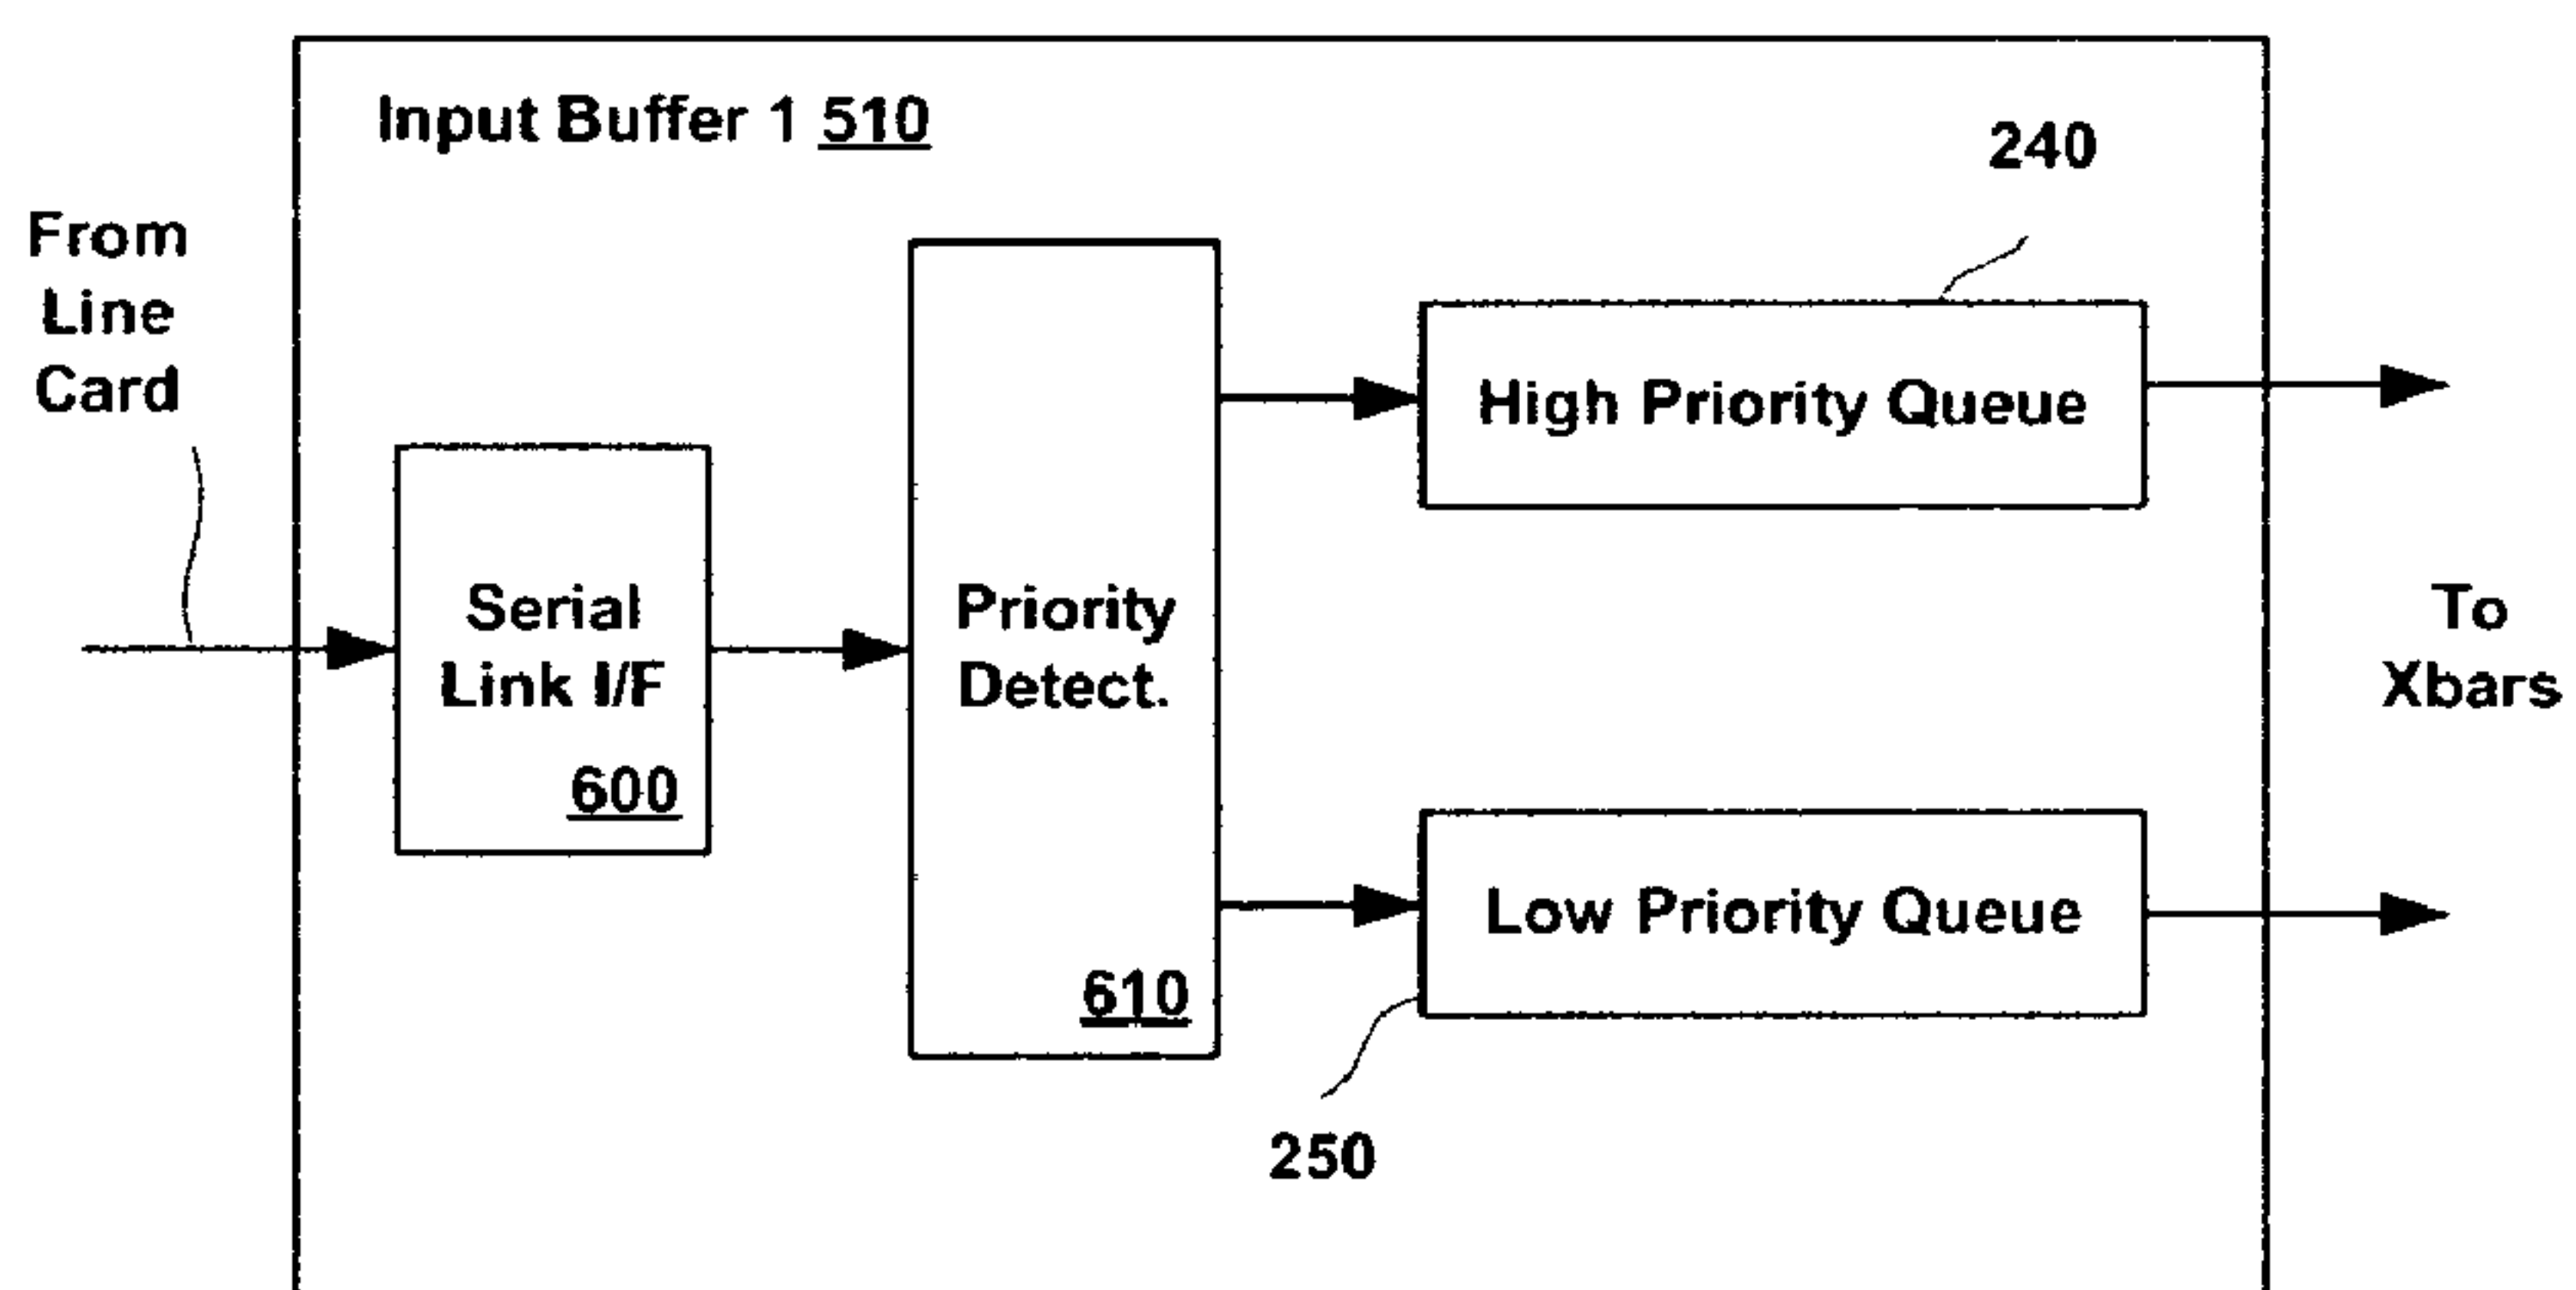 Input Buffer 1 510
240
From
Line
Card
High Priority Queue
Serial
Link I/F
600
Priority
Detect.
610
To
Xbars
Low Priority Queue
250